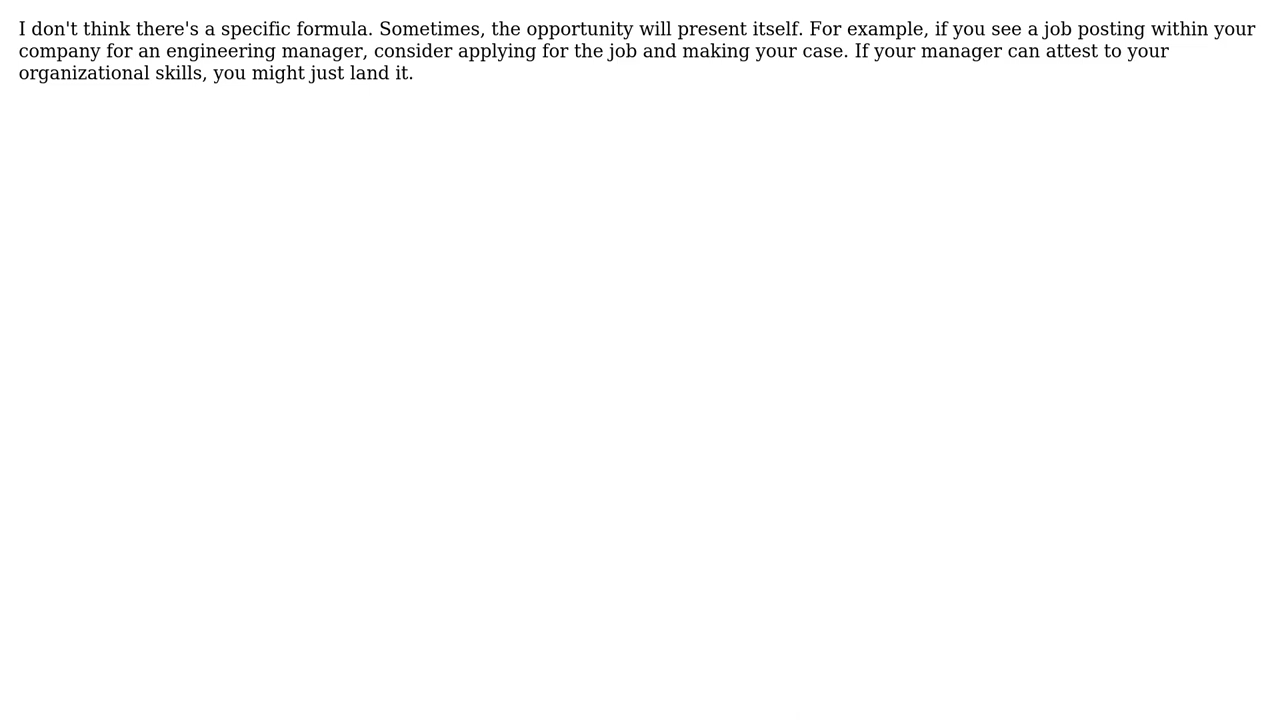 I don't think there's a specific formula. Sometimes, the opportunity will present itself. For example, if you see a job posting within your
company for an engineering manager, consider applying for the job and making your case. If your manager can attest to your
organizational skills, you might just land it.